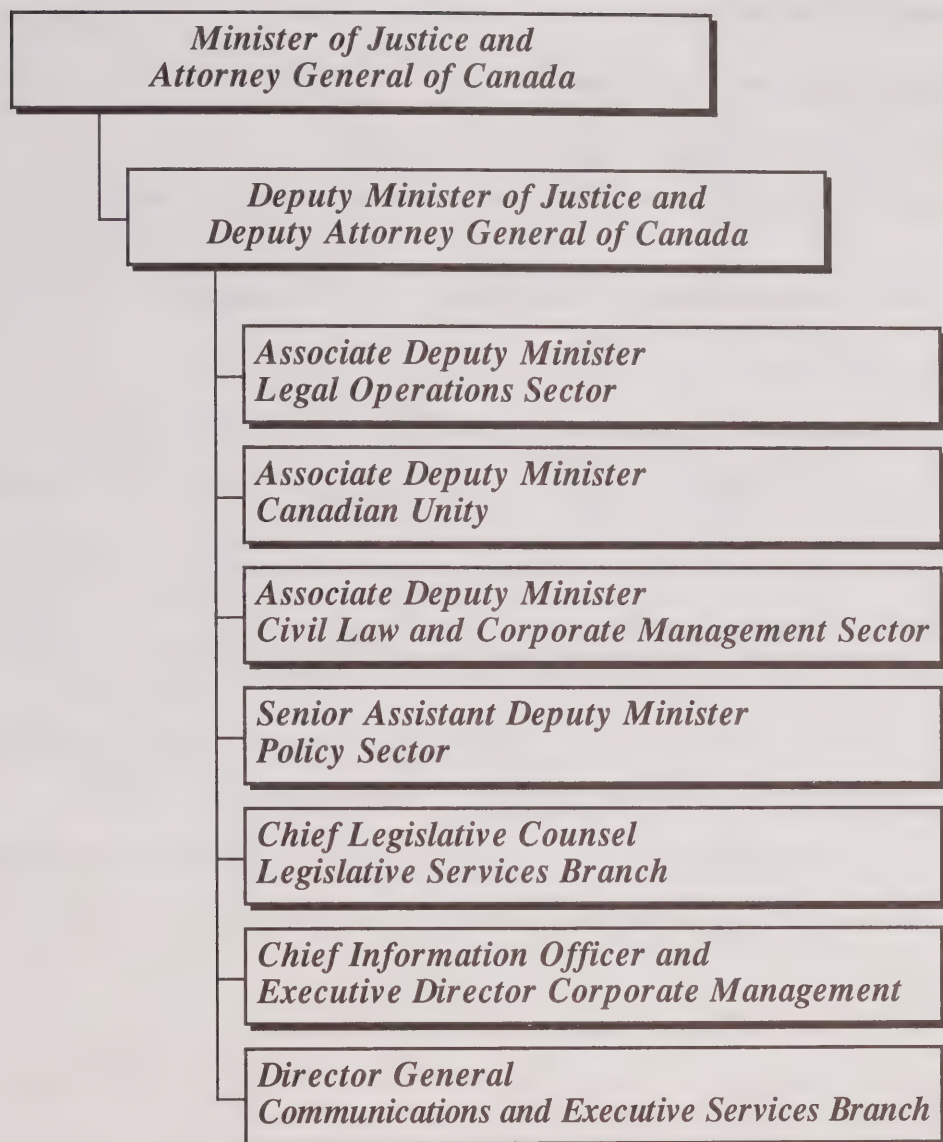 Minister of Justice and
Attorney General of Canada
Deputy Minister of Justice and
Deputy Attorney General of Canada
Associate Deputy Minister
Legal Operations Sector
Associate Deputy Minister
Canadian Unity
Associate Deputy Minister
Civil Law and Corporate Management Sector
Senior Assistant Deputy Minister
Policy Sector
Chief Legislative Counsel
Legislative Services Branch
Chief Information Officer and
Executive Director Corporate Management
Director General
Communications and Executive Services Branch